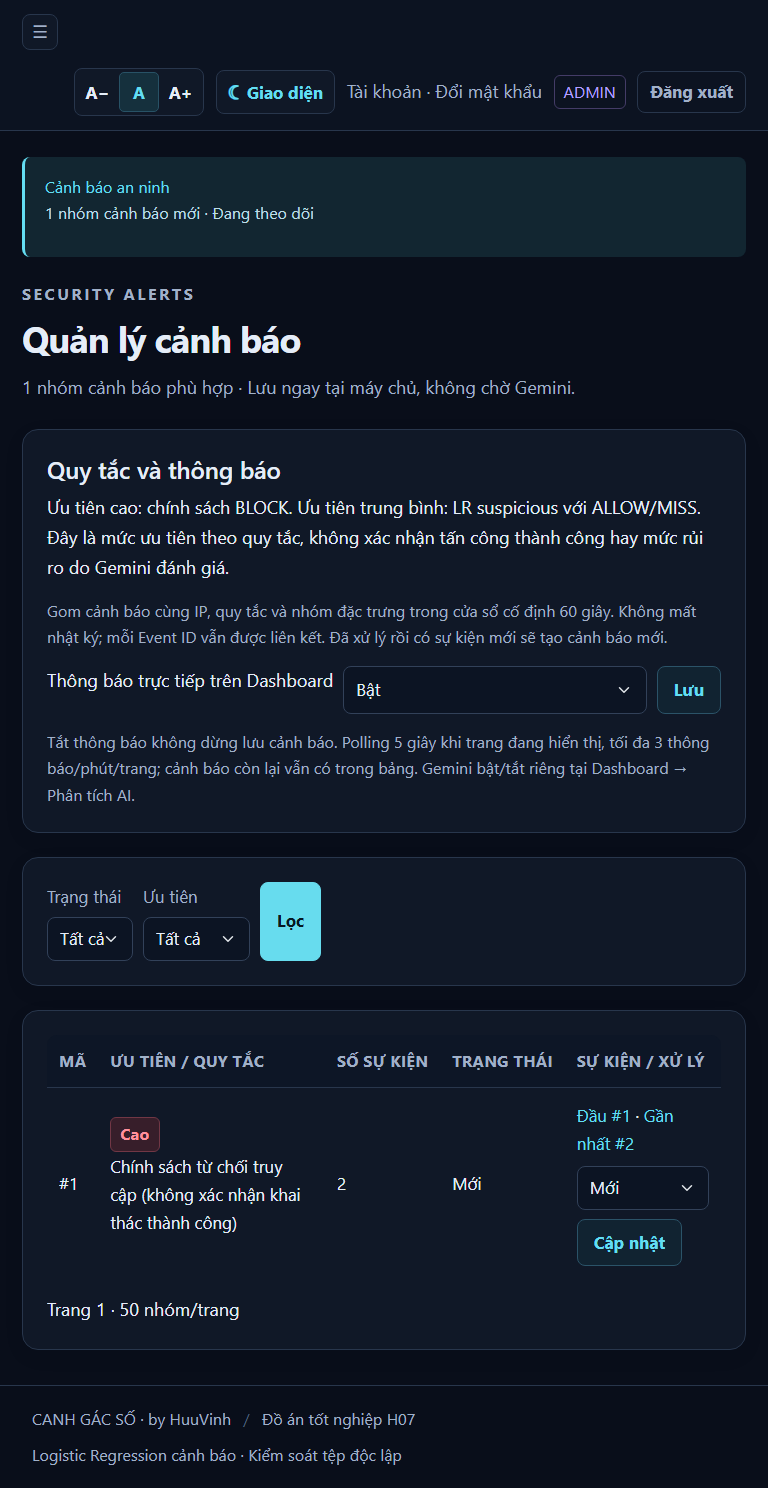 ☰
A− A A+ ☾ Giao diện Tài khoản · Đổi mật khẩu ADMIN Đăng xuất
Cảnh báo an ninh
1 nhóm cảnh báo mới · Đang theo dõi
SECURITY ALERTS
Quản lý cảnh báo
1 nhóm cảnh báo phù hợp · Lưu ngay tại máy chủ, không chờ Gemini.
Quy tắc và thông báo
Ưu tiên cao: chính sách BLOCK. Ưu tiên trung bình: LR suspicious với ALLOW/MISS.
Đây là mức ưu tiên theo quy tắc, không xác nhận tấn công thành công hay mức rủi
ro do Gemini đánh giá.
Gom cảnh báo cùng IP, quy tắc và nhóm đặc trưng trong cửa sổ cố định 60 giây. Không mất
nhật ký; mỗi Event ID vẫn được liên kết. Đã xử lý rồi có sự kiện mới sẽ tạo cảnh báo mới.
Thông báo trực tiếp trên Dashboard Bật Lưu
Tắt thông báo không dừng lưu cảnh báo. Polling 5 giây khi trang đang hiển thị, tối đa 3 thông
báo/phút/trang; cảnh báo còn lại vẫn có trong bảng. Gemini bật/tắt riêng tại Dashboard →
Phân tích AI.
Trạng thái Ưu tiên
Tất cả Tất cả Lọc
MÃ ƯU TIÊN / QUY TẮC SỐ SỰ KIỆN TRẠNG THÁI SỰ KIỆN / XỬ LÝ
#1 Cao
Chính sách từ chối truy
cập (không xác nhận khai
thác thành công)
2 Mới
Đầu #1 · Gần
nhất #2
Mới
Cập nhật
Trang 1 · 50 nhóm/trang
CANH GÁC SỐ · by HuuVinh / Đồ án tốt nghiệp H07
Logistic Regression cảnh báo · Kiểm soát tệp độc lập